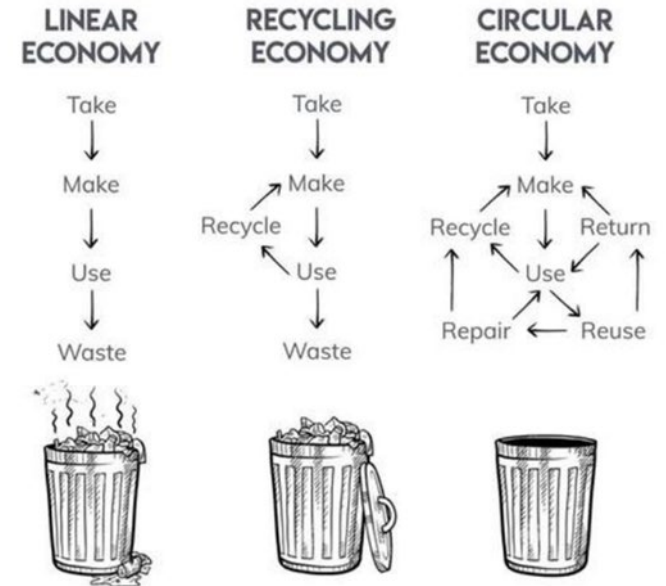 LINEAR
ECONOMY
Take
Make
Use
Waste
RECYCLING
ECONOMY
Take
Make
Recycle
Use
Waste
CIRCULAR
ECONOMY
Take
Make
Recycle
Return
Use
Repair
Reuse